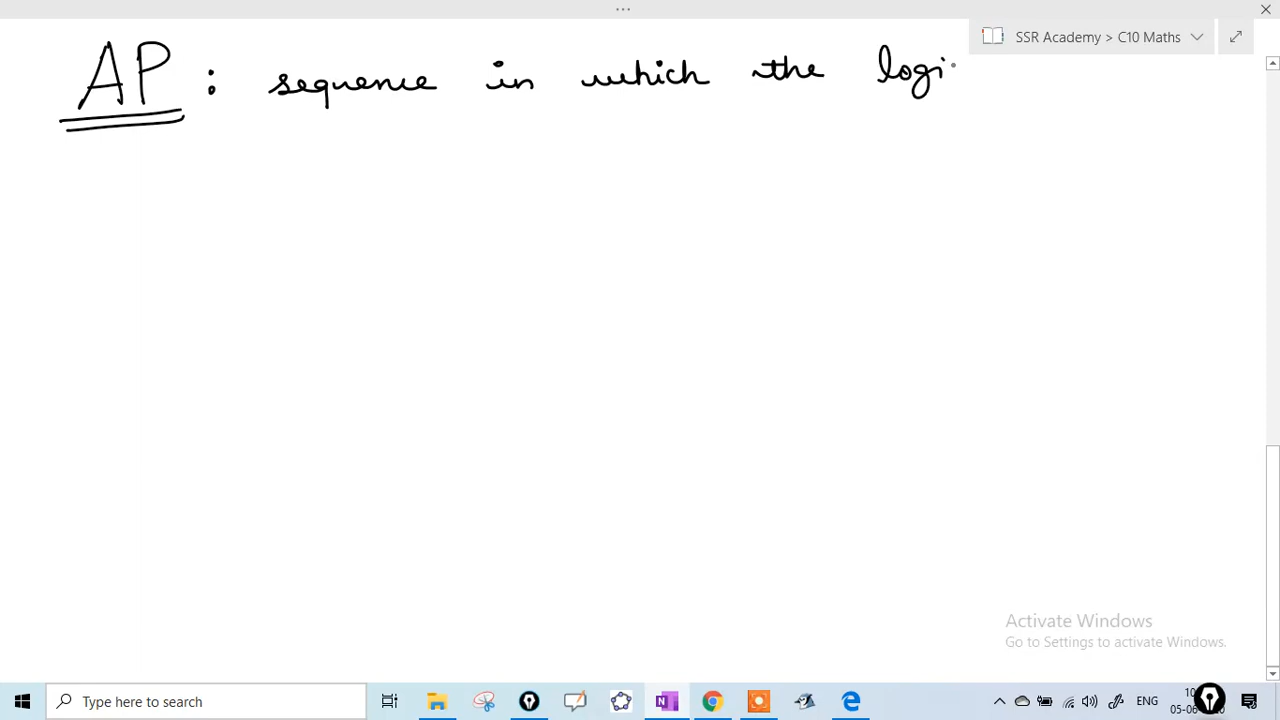 SSR Academy > C10 Maths
AP : sequence in which the logi
Activate Windows
Go to Settings to activate Windows.
Type here to search
ENG